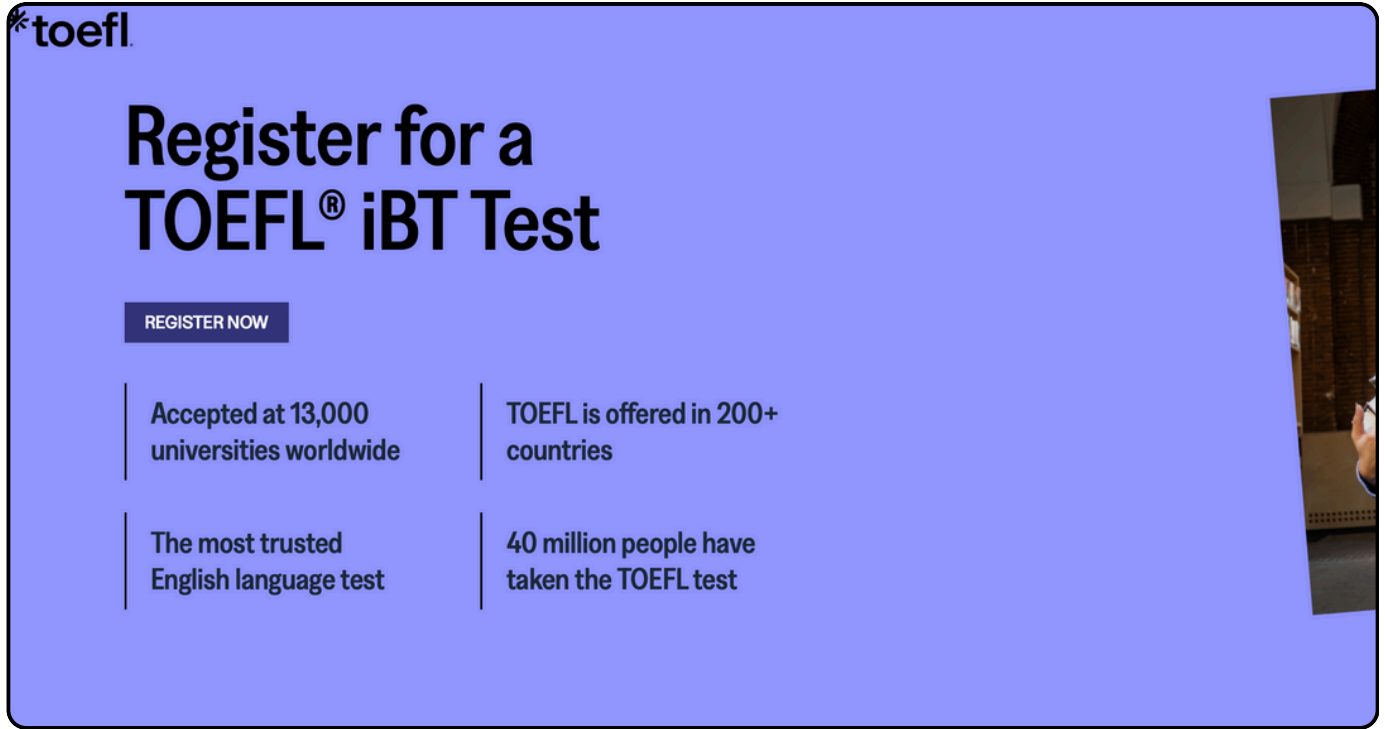 toefl.
Register for a
TOEFL® iBT Test
REGISTER NOW
Accepted at 13,000
universities worldwide
TOEFL is offered in 200+
countries
The most trusted
English language test
40 million people have
taken the TOEFL test